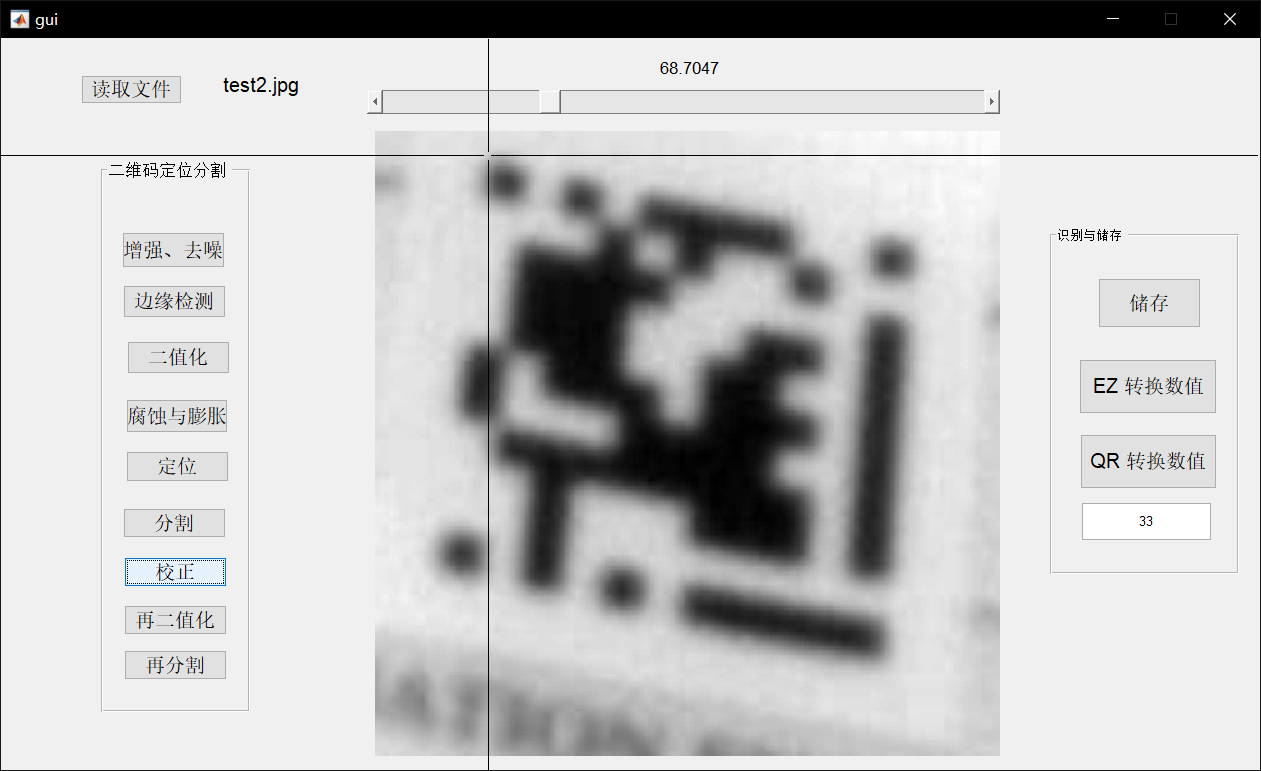 gui
读取文件
test2.jpg
68.7047
二维码定位分割
增强、去噪
边缘检测
二值化
腐蚀与膨胀
定位
分割
校正
再二值化
再分割
识别与储存
储存
EZ 转换数值
QR 转换数值
33